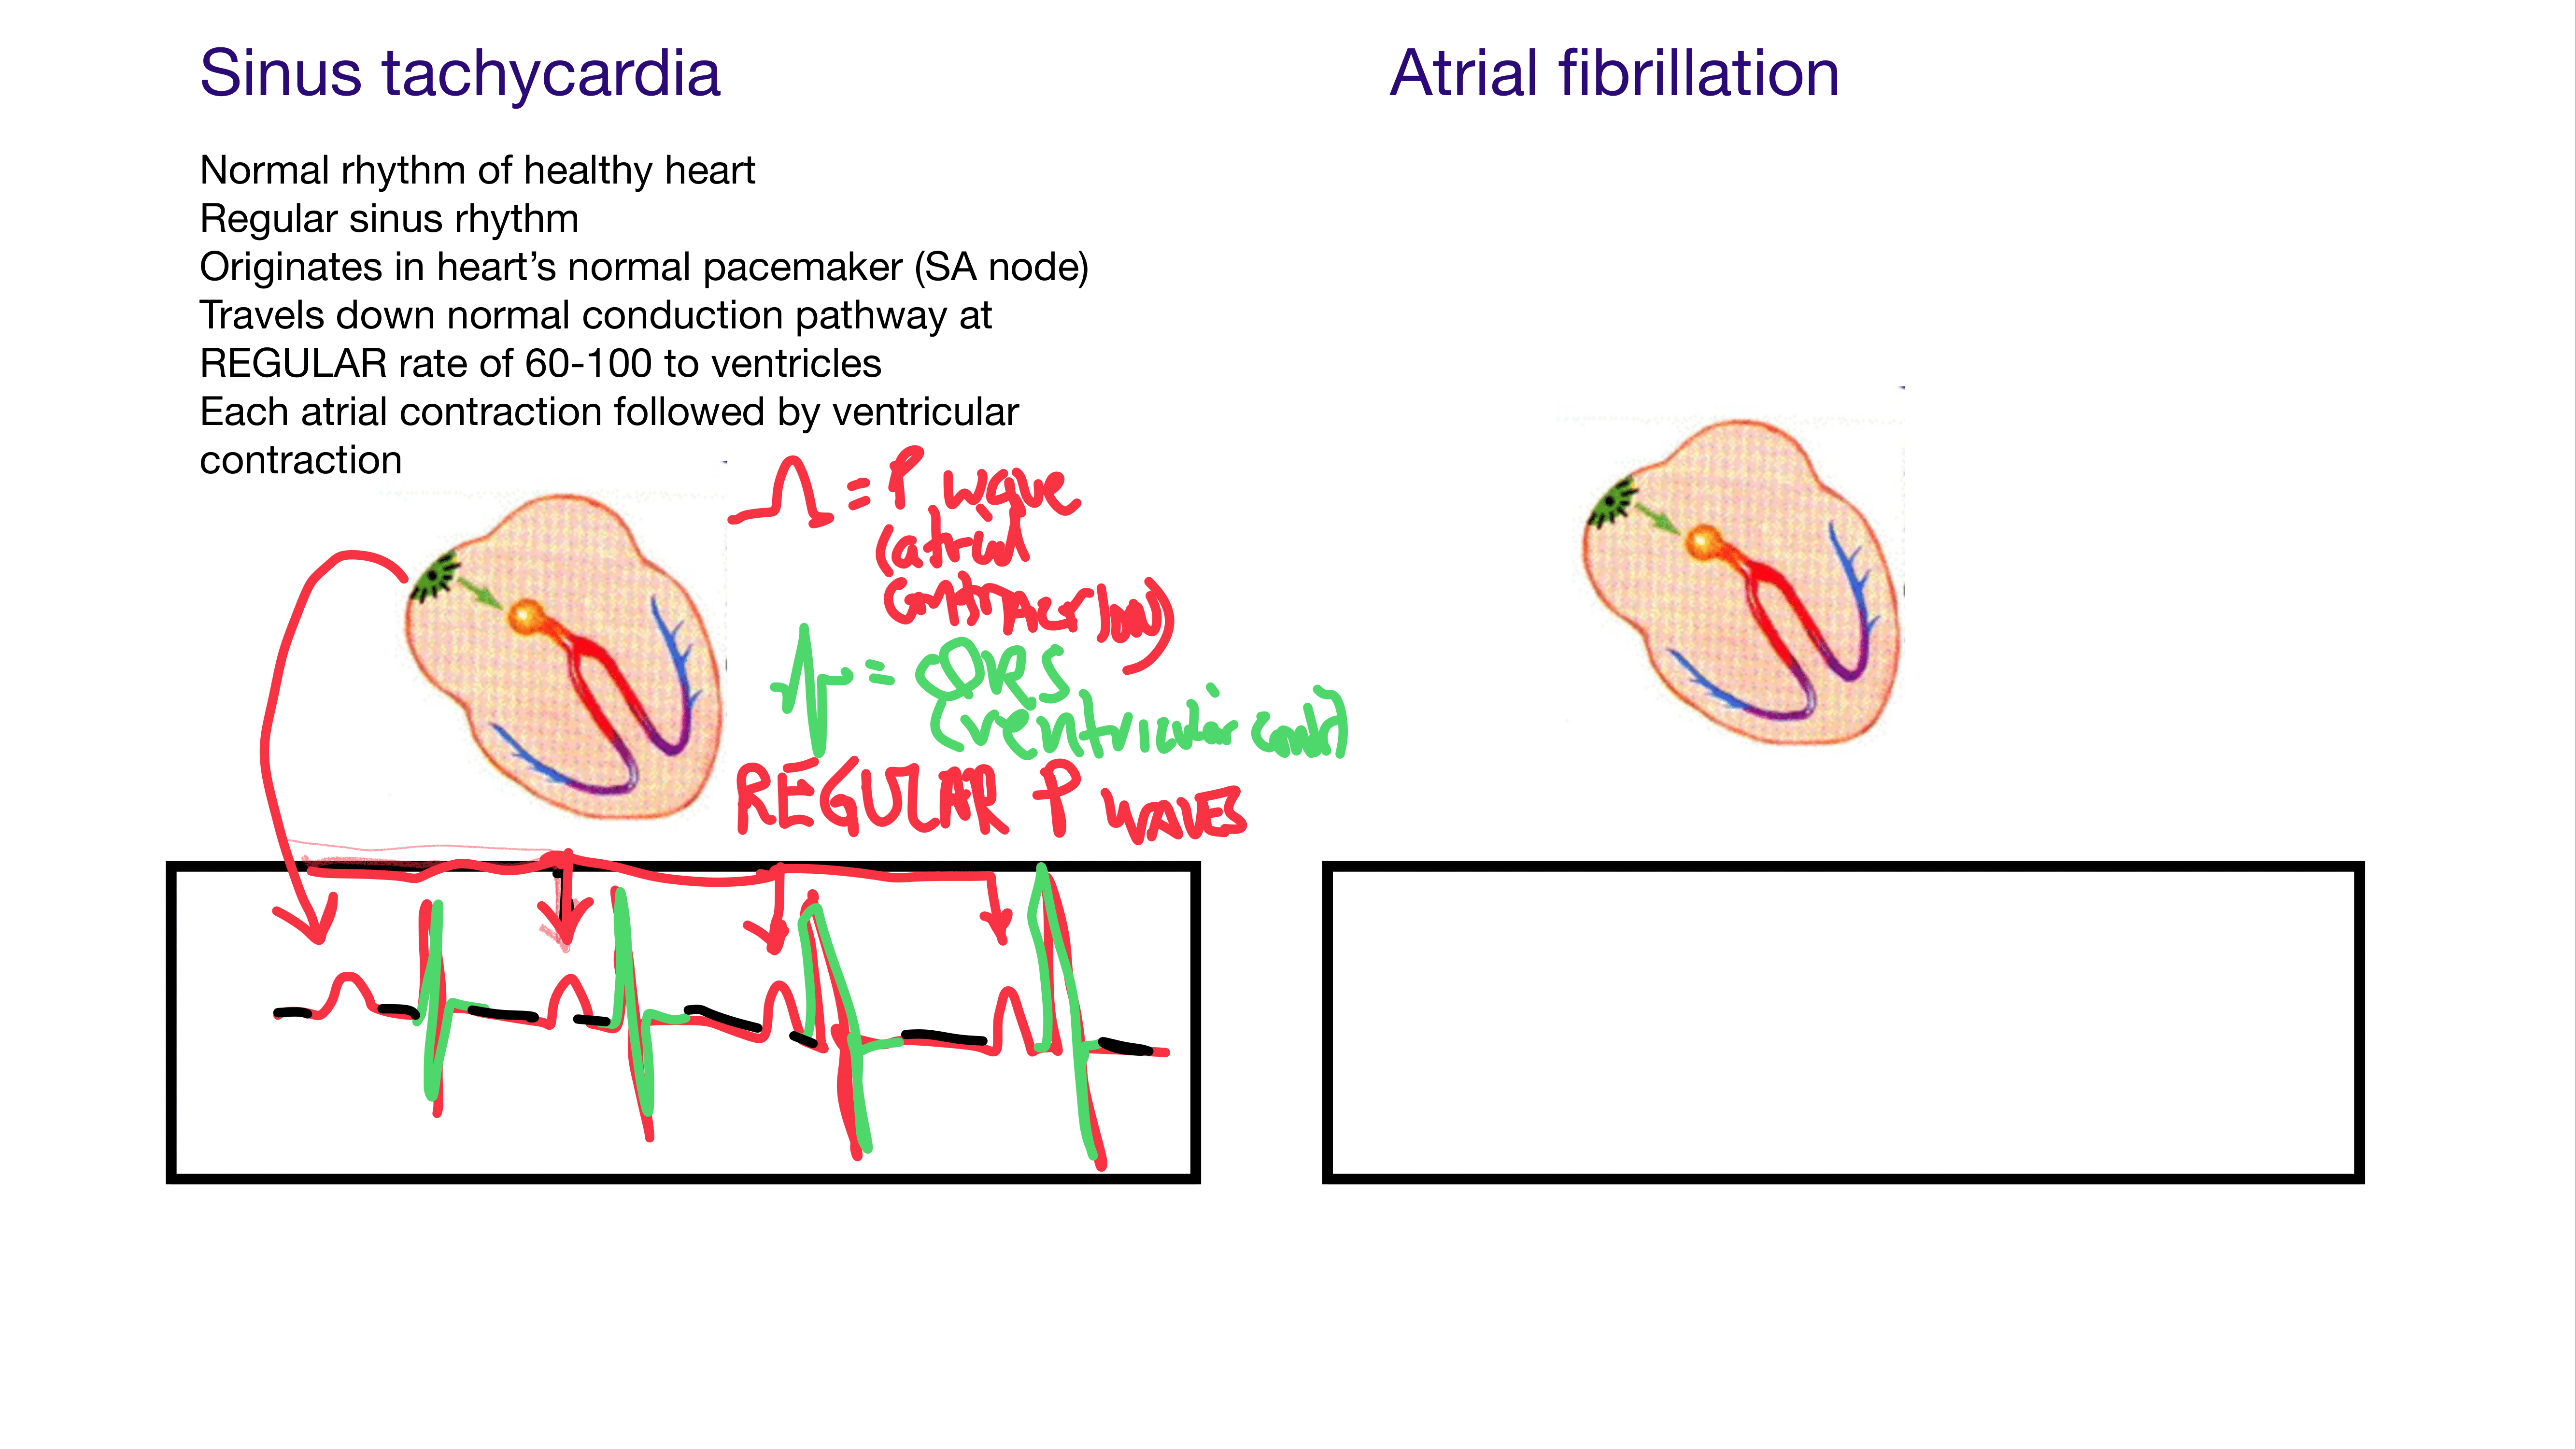 Sinus tachycardia
Normal rhythm of healthy heart
Regular sinus rhythm
Originates in heart’s normal pacemaker (SA node)
Travels down normal conduction pathway at
REGULAR rate of 60-100 to ventricles
Each atrial contraction followed by ventricular
contraction
= P wave
(atrial
contraction)
= QRS
(ventricular contr)
REGULAR P WAVES
Atrial fibrillation